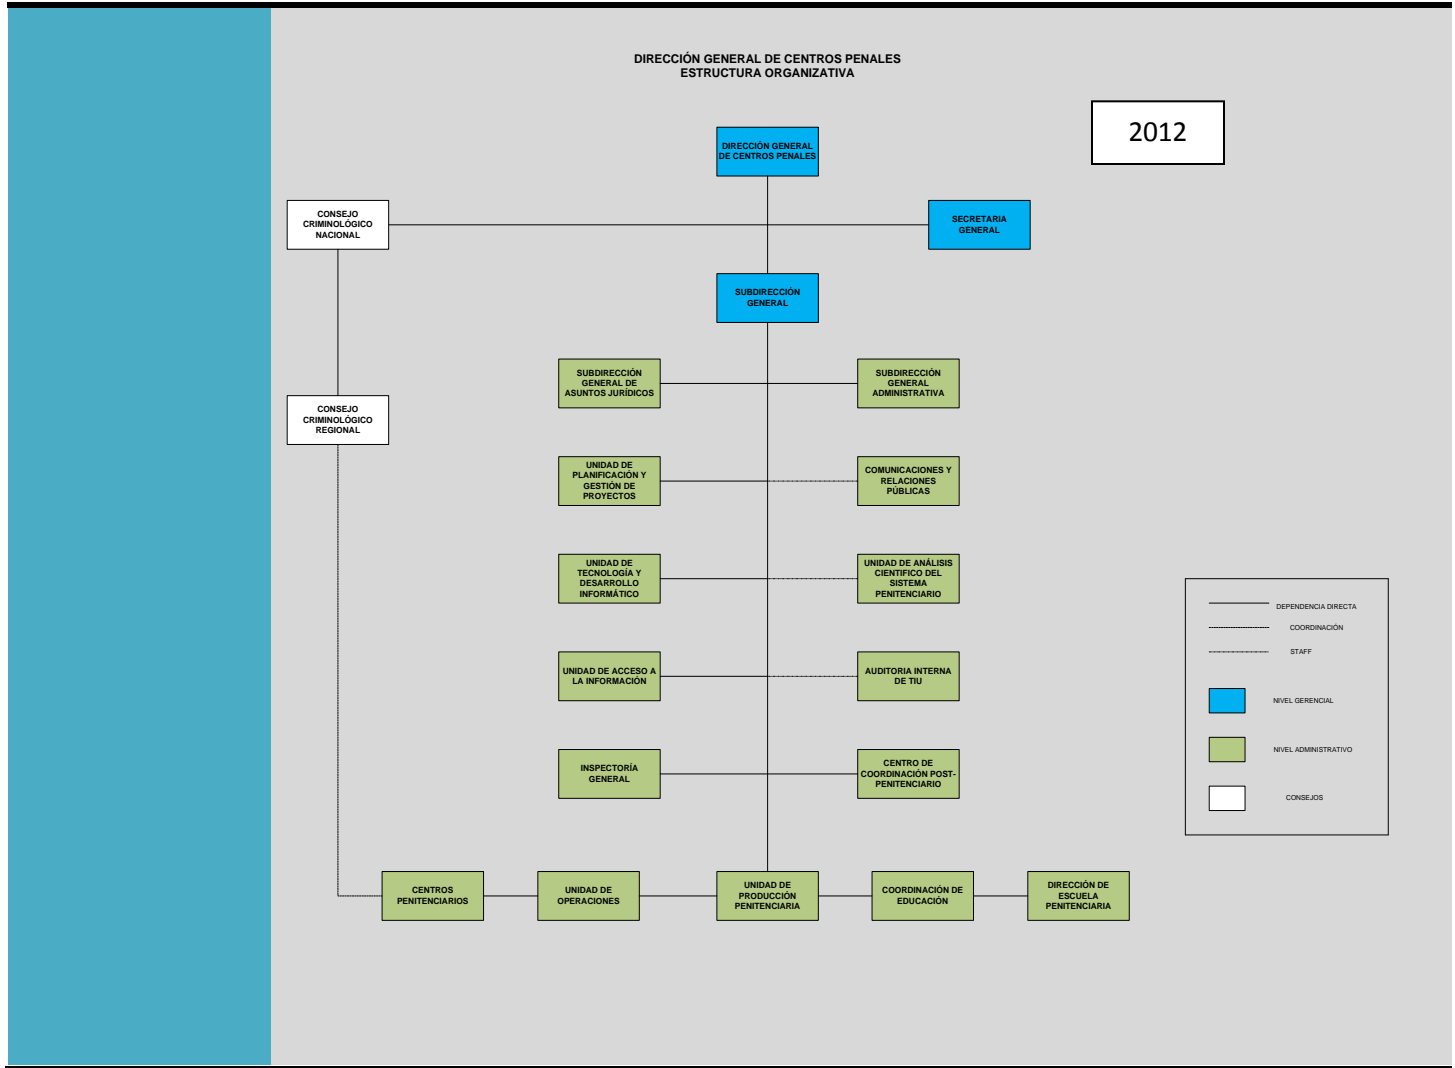 DIRECCIÓN GENERAL DE CENTROS PENALES
ESTRUCTURA ORGANIZATIVA
2012
DIRECCIÓN GENERAL
DE CENTROS PENALES
CONSEJO
CRIMINOLÓGICO
NACIONAL
SECRETARIA
GENERAL
SUBDIRECCIÓN
GENERAL
SUBDIRECCIÓN
GENERAL DE
ASUNTOS JURÍDICOS
SUBDIRECCIÓN
GENERAL
ADMINISTRATIVA
CONSEJO
CRIMINOLÓGICO
REGIONAL
UNIDAD DE
PLANIFICACIÓN Y
GESTIÓN DE
PROYECTOS
COMUNICACIONES Y
RELACIONES
PÚBLICAS
UNIDAD DE
TECNOLOGÍA Y
DESARROLLO
INFORMÁTICO
UNIDAD DE ANÁLISIS
CIENTIFICO DEL
SISTEMA
PENITENCIARIO
UNIDAD DE ACCESO A
LA INFORMACIÓN
AUDITORIA INTERNA
DE TIU
INSPECTORÍA
GENERAL
CENTRO DE
COORDINACIÓN POST-
PENITENCIARIO
CENTROS
PENITENCIARIOS
UNIDAD DE
OPERACIONES
UNIDAD DE
PRODUCCIÓN
PENITENCIARIA
COORDINACIÓN DE
EDUCACIÓN
DIRECCIÓN DE
ESCUELA
PENITENCIARIA
DEPENDENCIA DIRECTA
COORDINACIÓN
STAFF
NIVEL GERENCIAL
NIVEL ADMINISTRATIVO
CONSEJOS